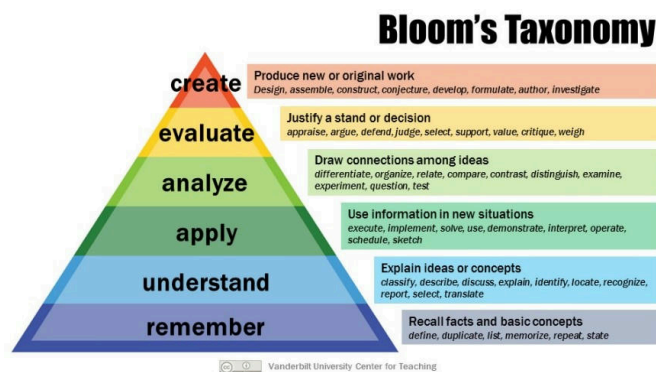 Bloom's Taxonomy
create
Produce new or original work
Design, assemble, construct, conjecture, develop, formulate, author, investigate
evaluate
Justify a stand or decision
appraise, argue, defend, judge, select, support, value, critique, weigh
analyze
Draw connections among ideas
differentiate, organize, relate, compare, contrast, distinguish, examine,
experiment, question, test
apply
Use information in new situations
execute, implement, solve, use, demonstrate, interpret, operate,
schedule, sketch
understand
Explain ideas or concepts
classify, describe, discuss, explain, identify, locate, recognize,
report, select, translate
remember
Recall facts and basic concepts
define, duplicate, list, memorize, repeat, state
cc Vanderbilt University Center for Teaching